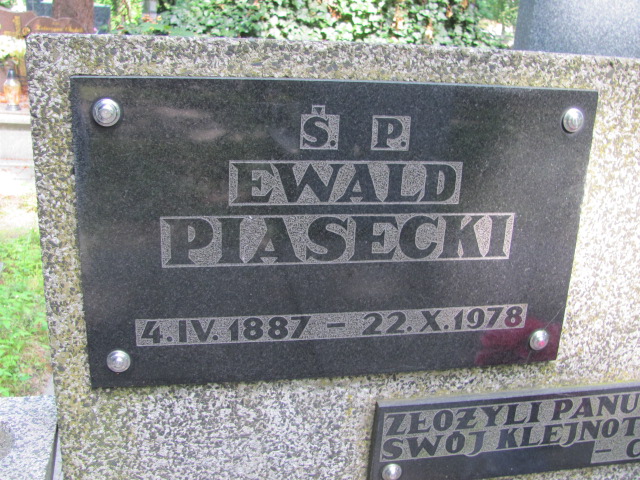 Ś. P.
EWALD
PIASECKI
4.IV.1887 – 22.X.1978
ZŁOŻYLI PANU
SWÓJ KLEJNOT